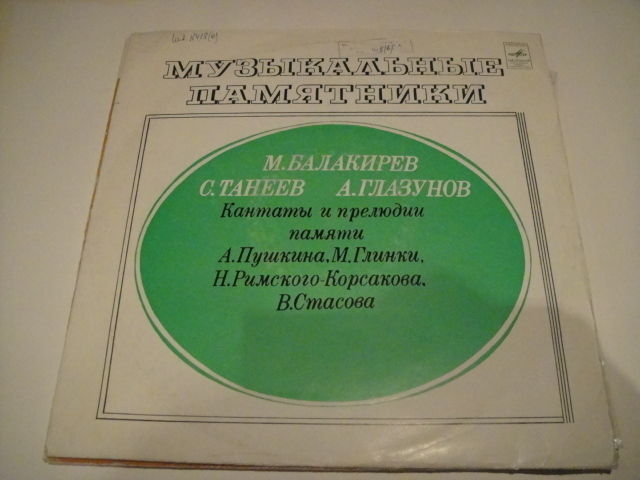 МУЗЫКАЛЬНЫЕ
ПАМЯТНИКИ
М.БАЛАКИРЕВ
С.ТАНЕЕВ А.ГЛАЗУНОВ
Кантаты и прелюдии
памяти
А.Пушкина, М.Глинки,
Н.Римского-Корсакова,
В.Стасова